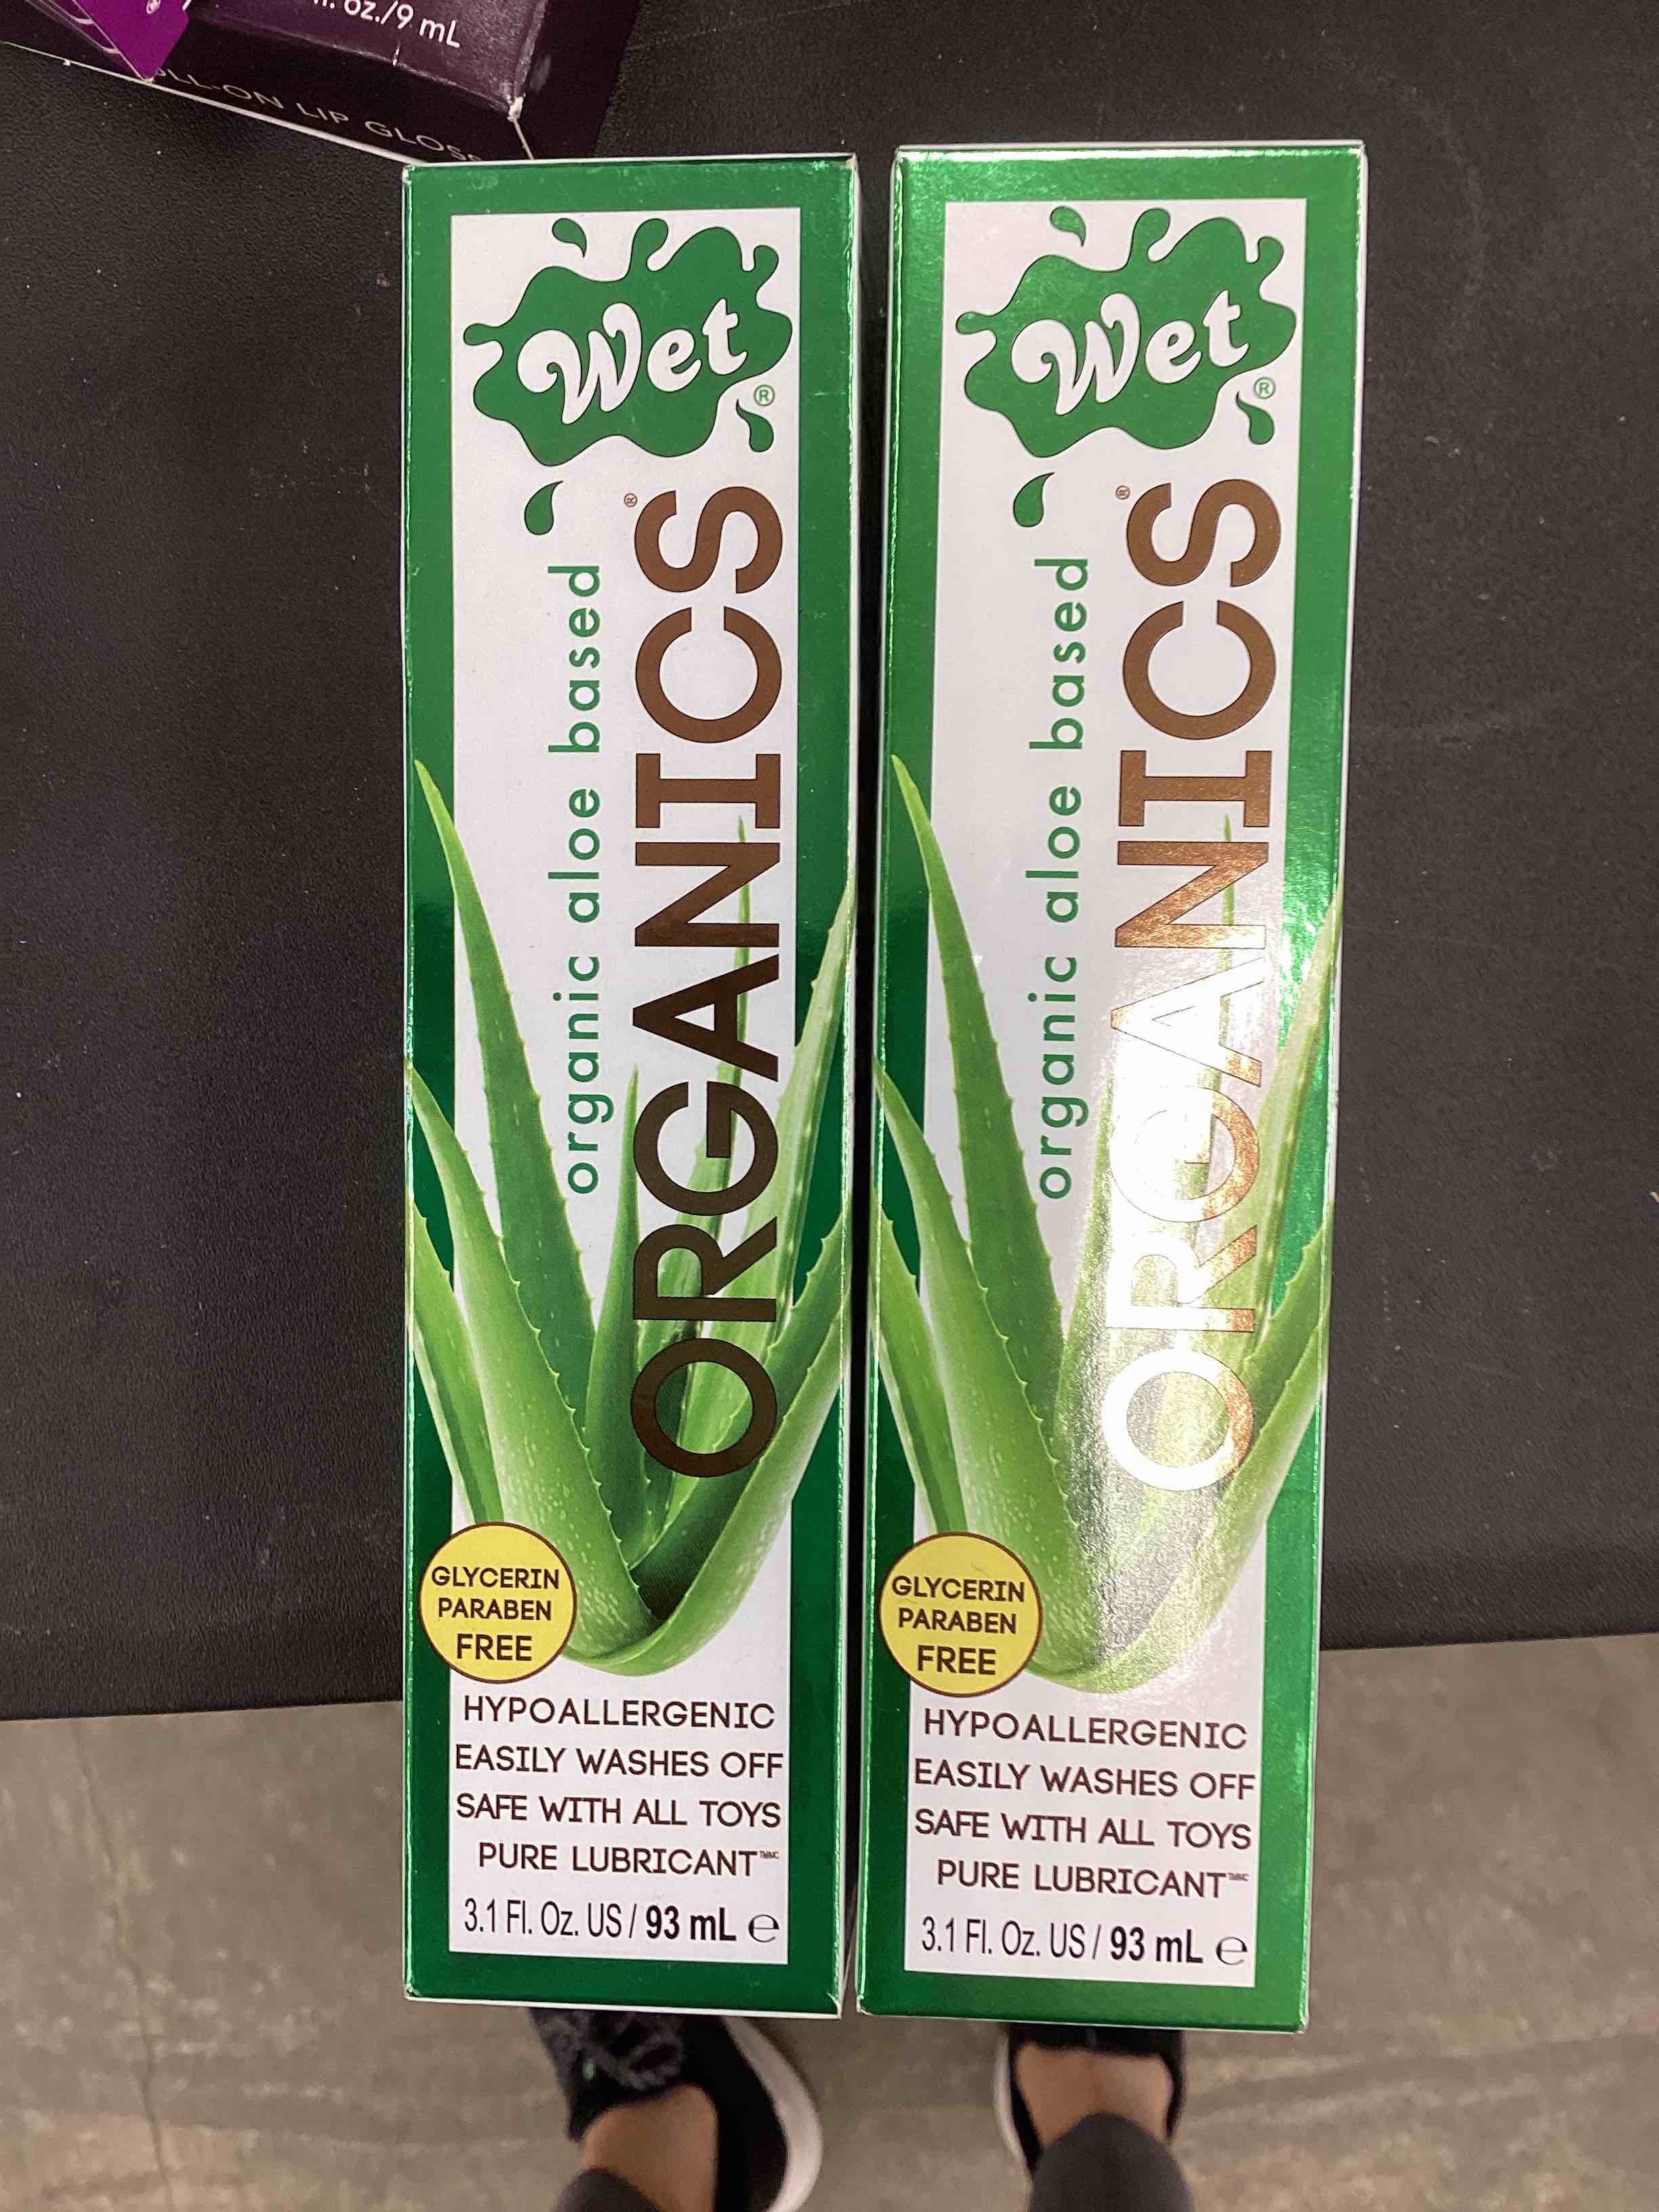 oz./9 mL
ON LIP GLOSS
Wet®
organic aloe based
ORGANICS®
GLYCERIN
PARABEN
FREE
HYPOALLERGENIC
EASILY WASHES OFF
SAFE WITH ALL TOYS
PURE LUBRICANT
3.1 Fl. Oz. US / 93 mL ℮
Wet®
organic aloe based
ORGANICS®
GLYCERIN
PARABEN
FREE
HYPOALLERGENIC
EASILY WASHES OFF
SAFE WITH ALL TOYS
PURE LUBRICANT
3.1 Fl. Oz. US / 93 mL ℮